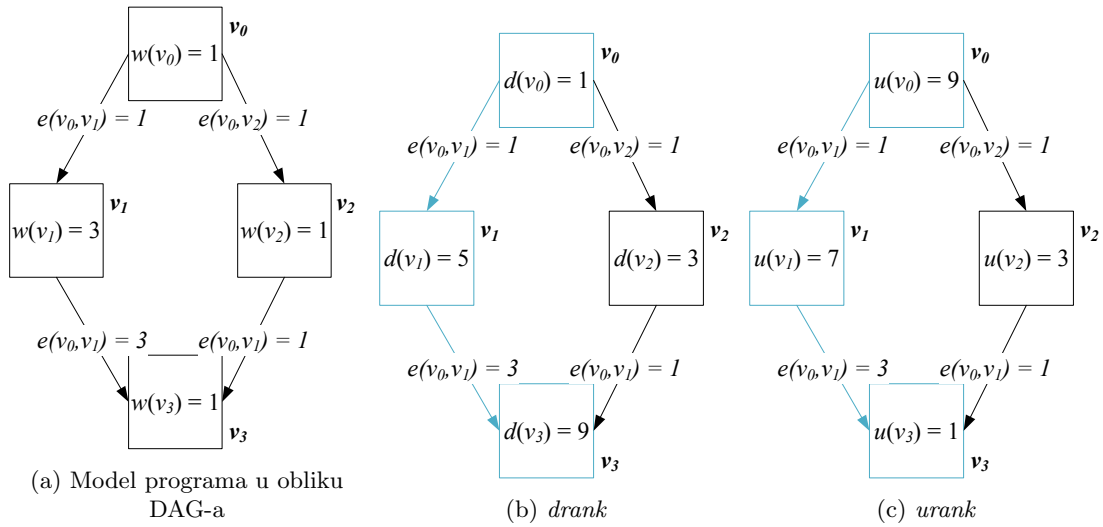 v0
w(v0) = 1
e(v0,v1) = 1
e(v0,v2) = 1
v1
w(v1) = 3
v2
w(v2) = 1
e(v0,v1) = 3
e(v0,v1) = 1
w(v3) = 1
v3
(a) Model programa u obliku
DAG-a
v0
d(v0) = 1
e(v0,v1) = 1
e(v0,v2) = 1
v1
d(v1) = 5
v2
d(v2) = 3
e(v0,v1) = 3
e(v0,v1) = 1
d(v3) = 9
v3
(b) drank
v0
u(v0) = 9
e(v0,v1) = 1
e(v0,v2) = 1
v1
u(v1) = 7
v2
u(v2) = 3
e(v0,v1) = 3
e(v0,v1) = 1
u(v3) = 1
v3
(c) urank